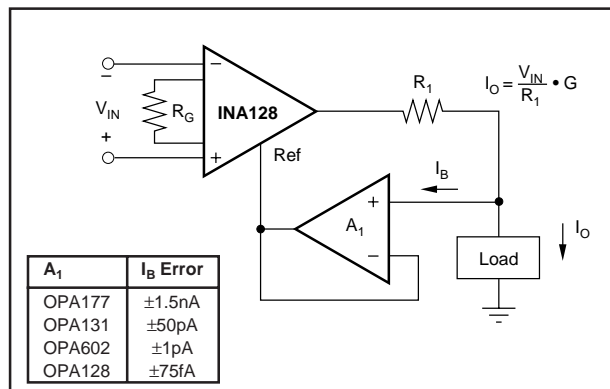 −
−
V_IN
R_G
INA128
+
+
Ref
R_1
I_O = V_IN / R_1 • G
I_B
A_1
+
−
Load
I_O
A_1 I_B Error
OPA177 ±1.5nA
OPA131 ±50pA
OPA602 ±1pA
OPA128 ±75fA